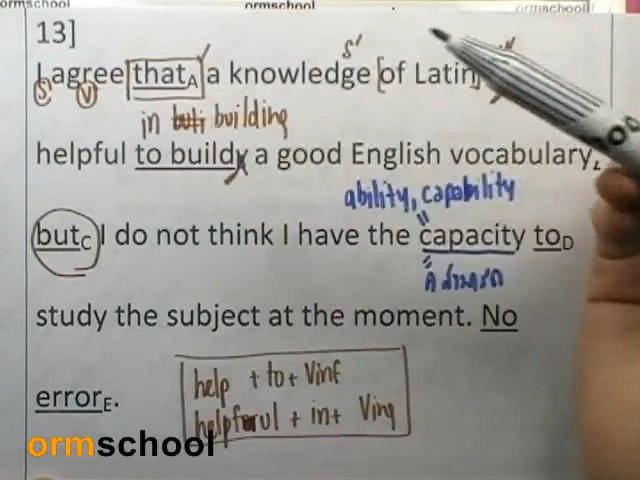 ormschool ormschool ormschool
13]
S'
I agree that A a knowledge [of Latin]
S V
in building
helpful to build a good English vocabulary,
ability, capability
but C I do not think I have the capacity to D
study the subject at the moment. No
help + to + Vinf
error E.
helpful + in + Ving
ormschool